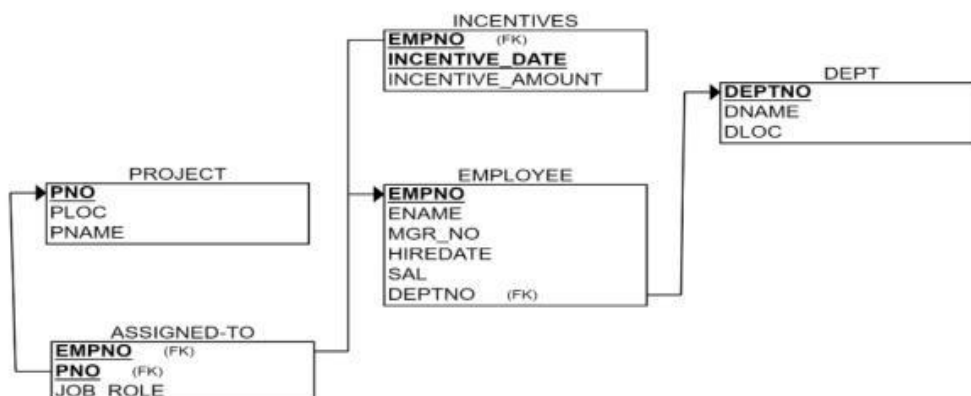 INCENTIVES
EMPNO (FK)
INCENTIVE_DATE
INCENTIVE_AMOUNT
DEPT
DEPTNO
DNAME
DLOC
PROJECT
PNO
PLOC
PNAME
EMPLOYEE
EMPNO
ENAME
MGR_NO
HIREDATE
SAL
DEPTNO (FK)
ASSIGNED-TO
EMPNO (FK)
PNO (FK)
JOB_ROLE